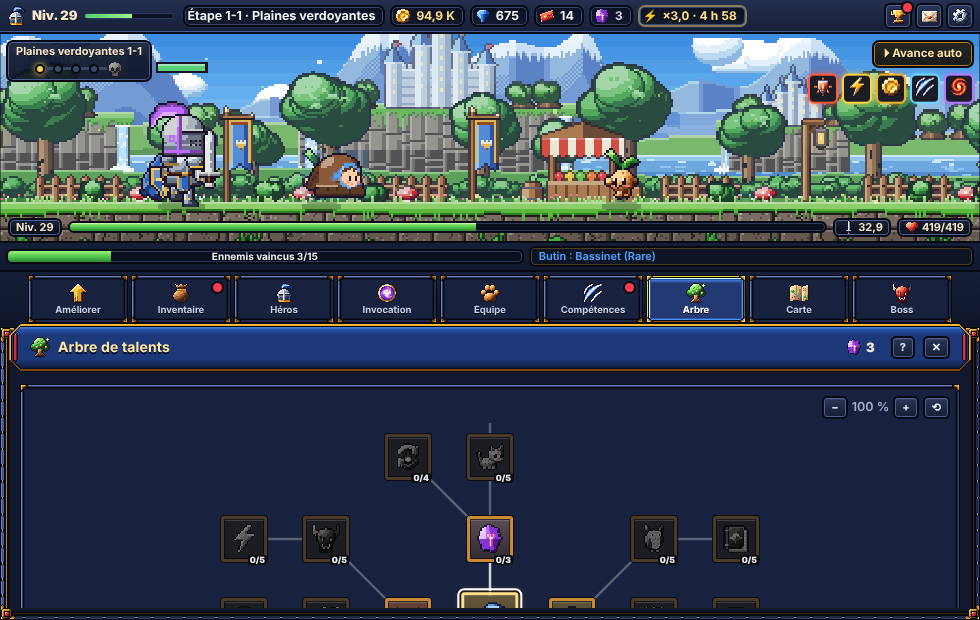 Niv. 29
Étape 1-1 · Plaines verdoyantes
94,9 K
675
14
3
×3,0 · 4 h 58
Plaines verdoyantes 1-1
Avance auto
Niv. 29
32,9
419/419
Ennemis vaincus 3/15
Butin : Bassinet (Rare)
Améliorer
Inventaire
Héros
Invocation
Equipe
Compétences
Arbre
Carte
Boss
Arbre de talents
3
?
×
− 100 % +
0/4
0/5
0/5
0/5
0/3
0/5
0/5